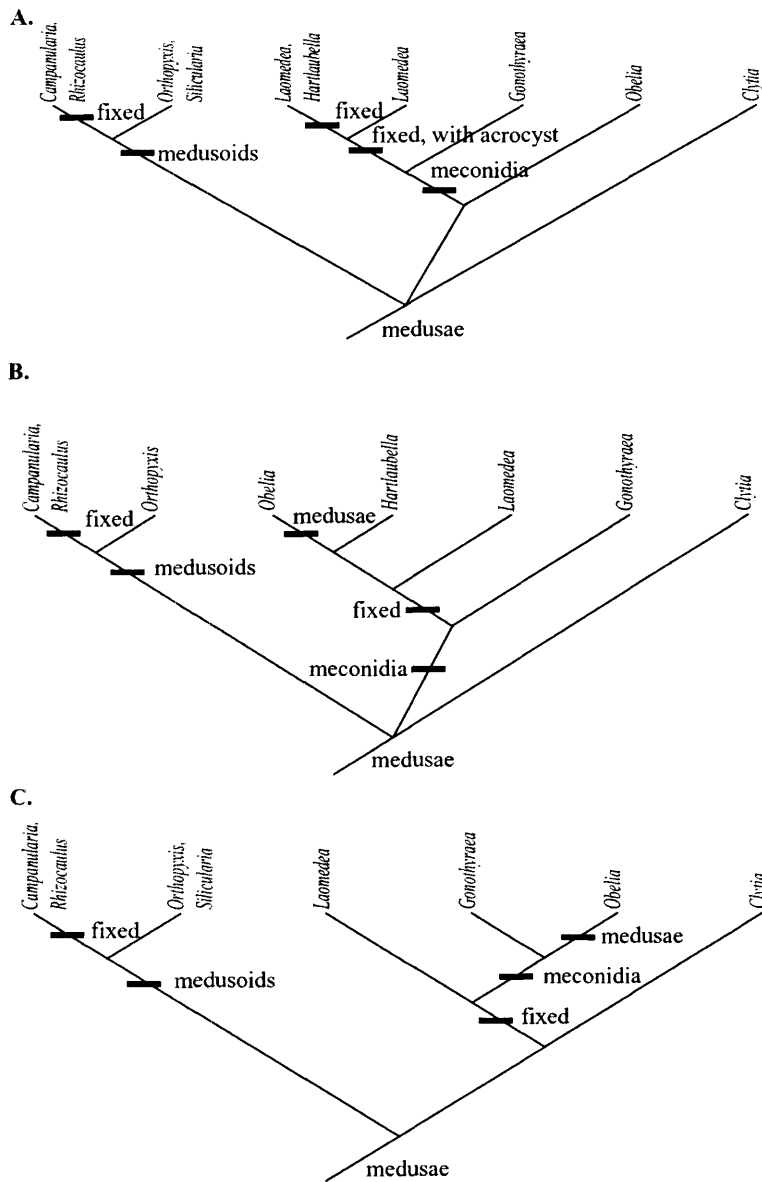 A.
Campanularia,
Rhizocaulus
Orthopyxis,
Silicularia
Laomedea,
Hartlaubella
Laomedea
Gonothyraea
Obelia
Clytia
fixed
fixed
fixed, with acrocyst
medusoids
meconidia
medusae
B.
Campanularia,
Rhizocaulus
Orthopyxis
Obelia
Hartlaubella
Laomedea
Gonothyraea
Clytia
fixed
medusae
medusoids
fixed
meconidia
medusae
C.
Campanularia,
Rhizocaulus
Orthopyxis,
Silicularia
Laomedea
Gonothyraea
Obelia
Clytia
fixed
medusae
medusoids
meconidia
fixed
medusae